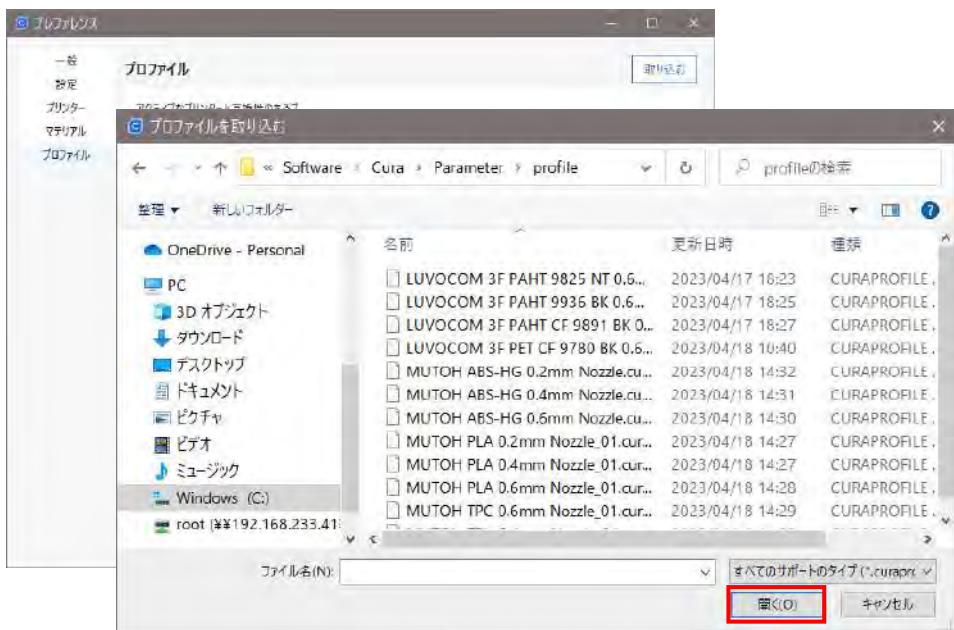 プリファレンス
一般
設定
プリンター
マテリアル
プロファイル
プロファイル
取り込む
プロファイルを取り込む
« Software › Cura › Parameter › profile
profileの検索
整理 ▼ 新しいフォルダー
OneDrive - Personal
PC
3D オブジェクト
ダウンロード
デスクトップ
ドキュメント
ピクチャ
ビデオ
ミュージック
Windows (C:)
root (¥¥192.168.233.41
名前 更新日時 種類
LUVOCOM 3F PAHT 9825 NT 0.6... 2023/04/17 18:23 CURAPROFILE .
LUVOCOM 3F PAHT 9936 BK 0.6... 2023/04/17 18:25 CURAPROFILE .
LUVOCOM 3F PAHT CF 9891 BK 0... 2023/04/17 18:27 CURAPROFILE .
LUVOCOM 3F PET CF 9780 BK 0.6... 2023/04/18 10:40 CURAPROFILE .
MUTOH ABS-HG 0.2mm Nozzle.cu... 2023/04/18 14:32 CURAPROFILE .
MUTOH ABS-HG 0.4mm Nozzle.cu... 2023/04/18 14:31 CURAPROFILE .
MUTOH ABS-HG 0.6mm Nozzle.cu... 2023/04/18 14:30 CURAPROFILE .
MUTOH PLA 0.2mm Nozzle_01.cur... 2023/04/18 14:27 CURAPROFILE .
MUTOH PLA 0.4mm Nozzle_01.cur... 2023/04/18 14:27 CURAPROFILE .
MUTOH PLA 0.6mm Nozzle_01.cur... 2023/04/18 14:28 CURAPROFILE .
MUTOH TPC 0.6mm Nozzle_01.cur... 2023/04/18 14:29 CURAPROFILE .
ファイル名(N):
すべてのサポートのタイプ (*.curapro
開く(O) キャンセル